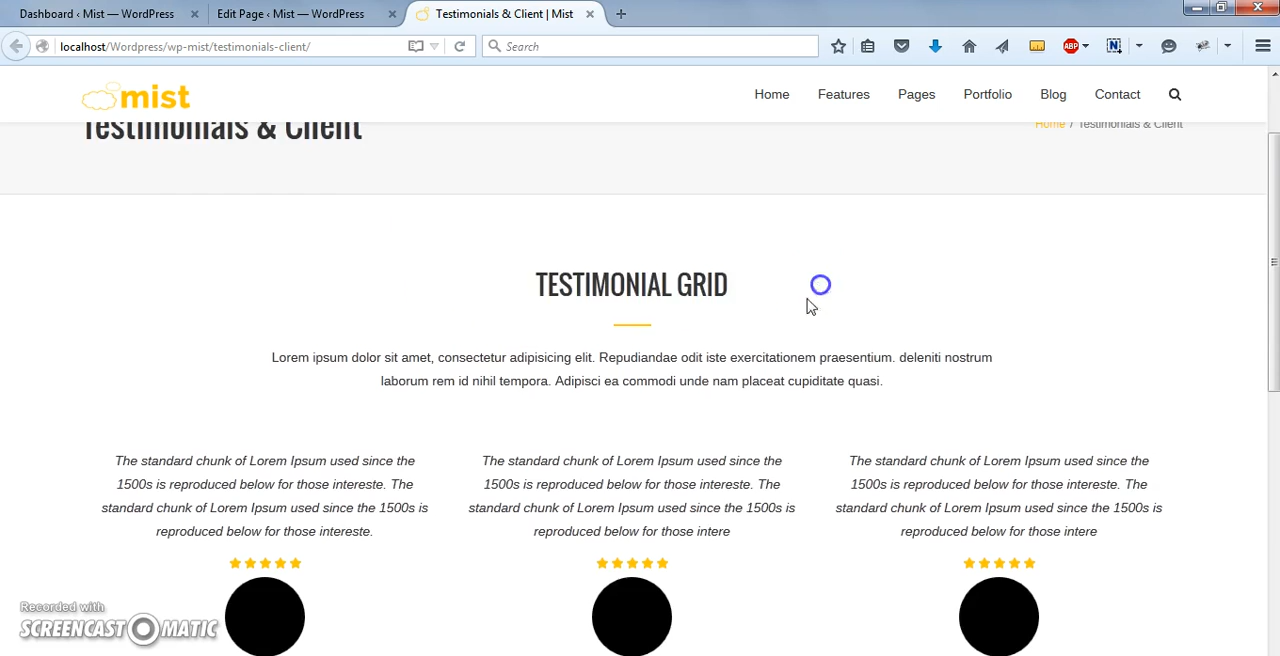 Dashboard ‹ Mist — WordPress
Edit Page ‹ Mist — WordPress
Testimonials & Client | Mist
localhost/Wordpress/wp-mist/testimonials-client/
Search
ABP
N
mist
Home
Features
Pages
Portfolio
Blog
Contact
Testimonials & Client
Home / Testimonials & Client
TESTIMONIAL GRID
Lorem ipsum dolor sit amet, consectetur adipisicing elit. Repudiandae odit iste exercitationem praesentium. deleniti nostrum
laborum rem id nihil tempora. Adipisci ea commodi unde nam placeat cupiditate quasi.
The standard chunk of Lorem Ipsum used since the
1500s is reproduced below for those intereste. The
standard chunk of Lorem Ipsum used since the 1500s is
reproduced below for those intereste.
The standard chunk of Lorem Ipsum used since the
1500s is reproduced below for those intereste. The
standard chunk of Lorem Ipsum used since the 1500s is
reproduced below for those intere
The standard chunk of Lorem Ipsum used since the
1500s is reproduced below for those intereste. The
standard chunk of Lorem Ipsum used since the 1500s is
reproduced below for those intere
Recorded with
SCREENCAST-O-MATIC